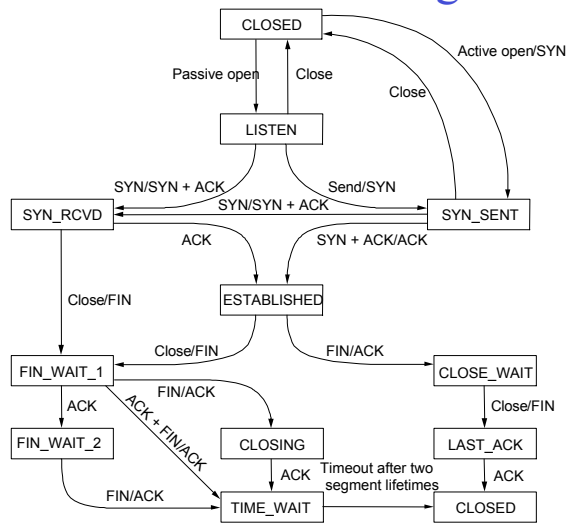 CLOSED
Active open/SYN
Passive open
Close
Close
LISTEN
SYN/SYN + ACK
Send/SYN
SYN/SYN + ACK
SYN_RCVD
SYN_SENT
ACK
SYN + ACK/ACK
ESTABLISHED
Close/FIN
Close/FIN
FIN/ACK
FIN_WAIT_1
CLOSE_WAIT
FIN/ACK
ACK
ACK + FIN/ACK
Close/FIN
FIN_WAIT_2
CLOSING
LAST_ACK
ACK
Timeout after two
segment lifetimes
ACK
FIN/ACK
TIME_WAIT
CLOSED